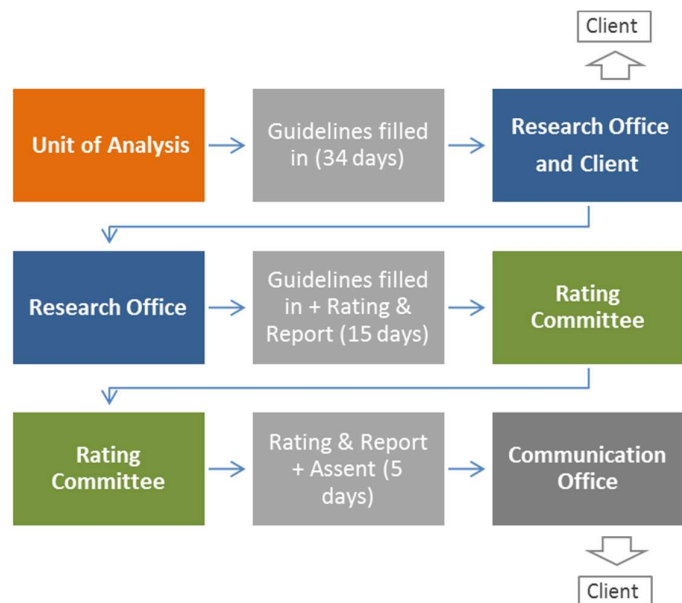 Client
Unit of Analysis
Guidelines filled
in (34 days)
Research Office
and Client
Research Office
Guidelines filled
in + Rating &
Report (15 days)
Rating
Committee
Rating
Committee
Rating & Report
+ Assent (5
days)
Communication
Office
Client